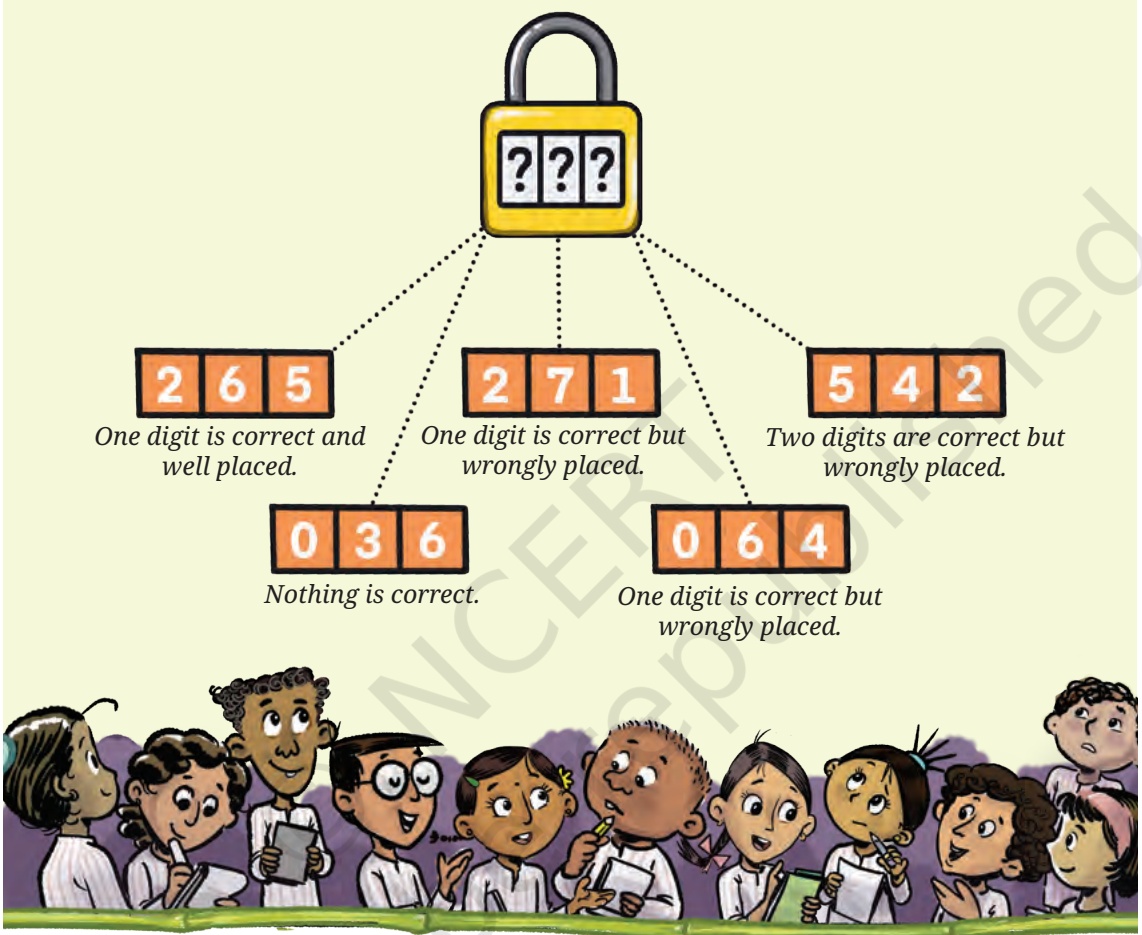 ? ? ?
2 6 5
One digit is correct and
well placed.
2 7 1
One digit is correct but
wrongly placed.
5 4 2
Two digits are correct but
wrongly placed.
0 3 6
Nothing is correct.
0 6 4
One digit is correct but
wrongly placed.
NCERT
republished